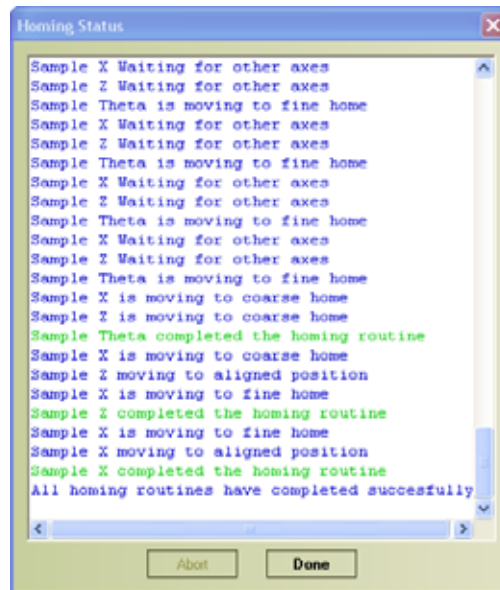 Homing Status
Sample X Waiting for other axes
Sample Z Waiting for other axes
Sample Theta is moving to fine home
Sample X Waiting for other axes
Sample Z Waiting for other axes
Sample Theta is moving to fine home
Sample X Waiting for other axes
Sample Z Waiting for other axes
Sample Theta is moving to fine home
Sample X Waiting for other axes
Sample Z Waiting for other axes
Sample Theta is moving to fine home
Sample X is moving to coarse home
Sample Z is moving to coarse home
Sample Theta completed the homing routine
Sample X is moving to coarse home
Sample Z moving to aligned position
Sample X is moving to fine home
Sample Z completed the homing routine
Sample X is moving to fine home
Sample X moving to aligned position
Sample X completed the homing routine
All homing routines have completed succesfully
Abort
Done